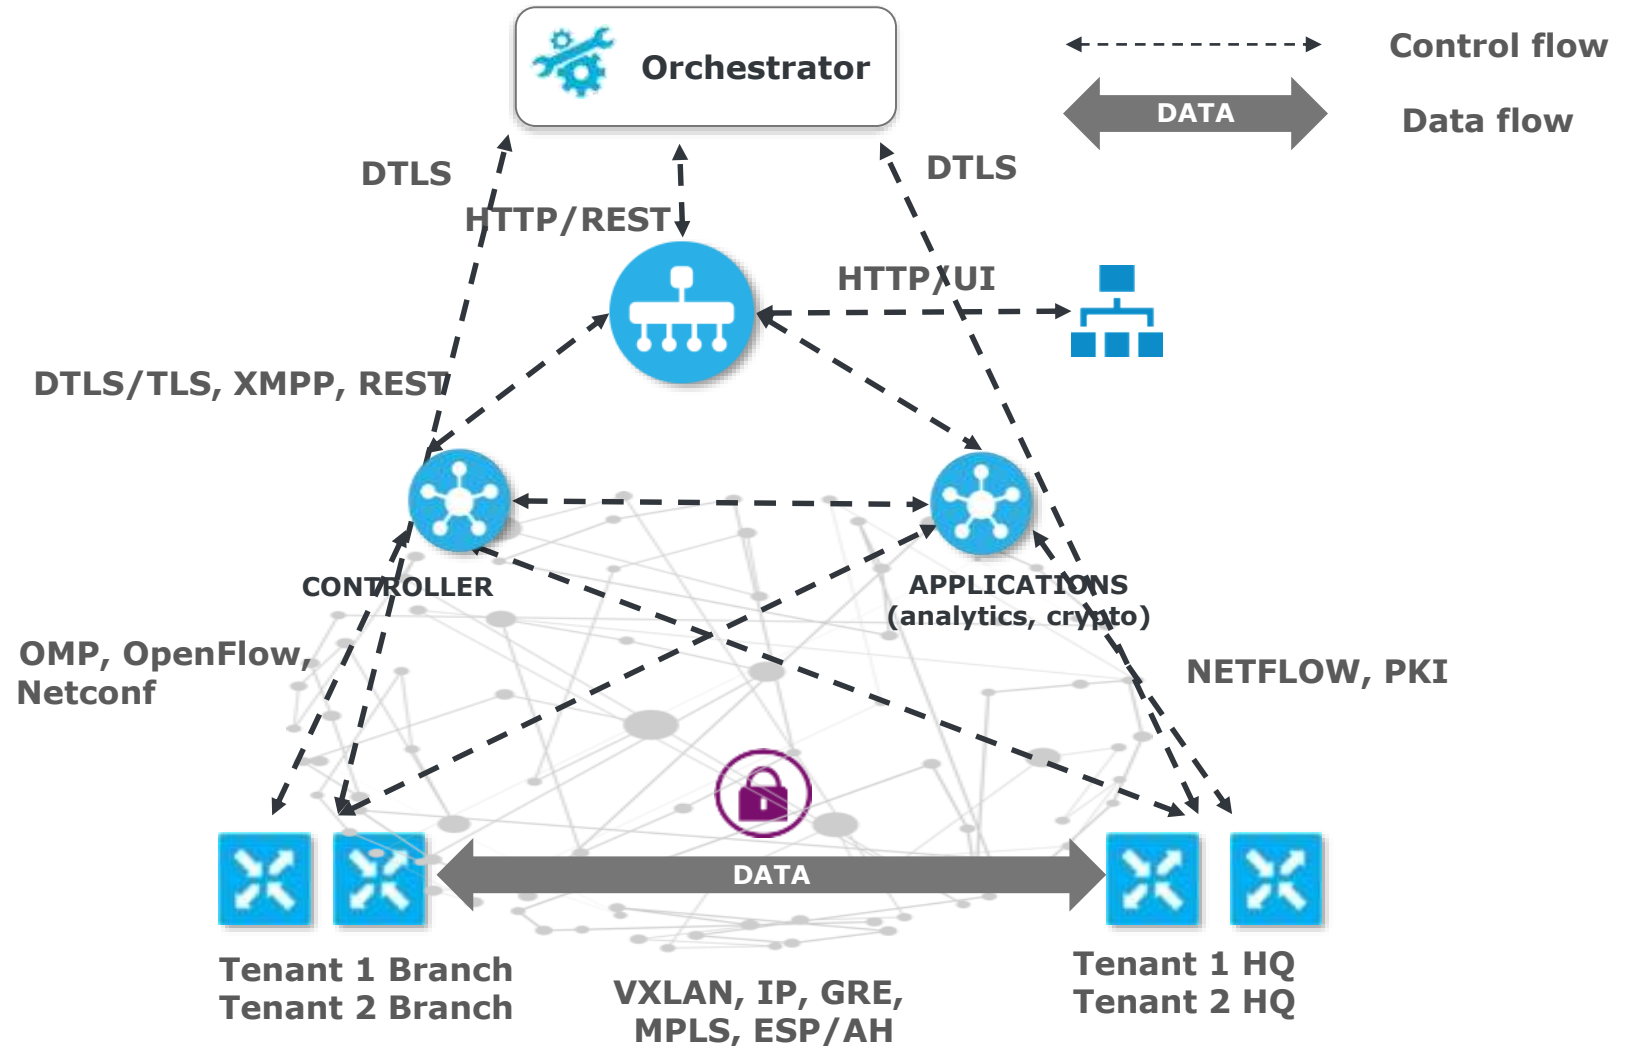 Orchestrator
Control flow
DATA
Data flow
DTLS
DTLS
HTTP/REST
HTTP/UI
DTLS/TLS, XMPP, REST
CONTROLLER
APPLICATIONS
(analytics, crypto)
OMP, OpenFlow,
Netconf
NETFLOW, PKI
DATA
Tenant 1 Branch
Tenant 2 Branch
VXLAN, IP, GRE,
MPLS, ESP/AH
Tenant 1 HQ
Tenant 2 HQ